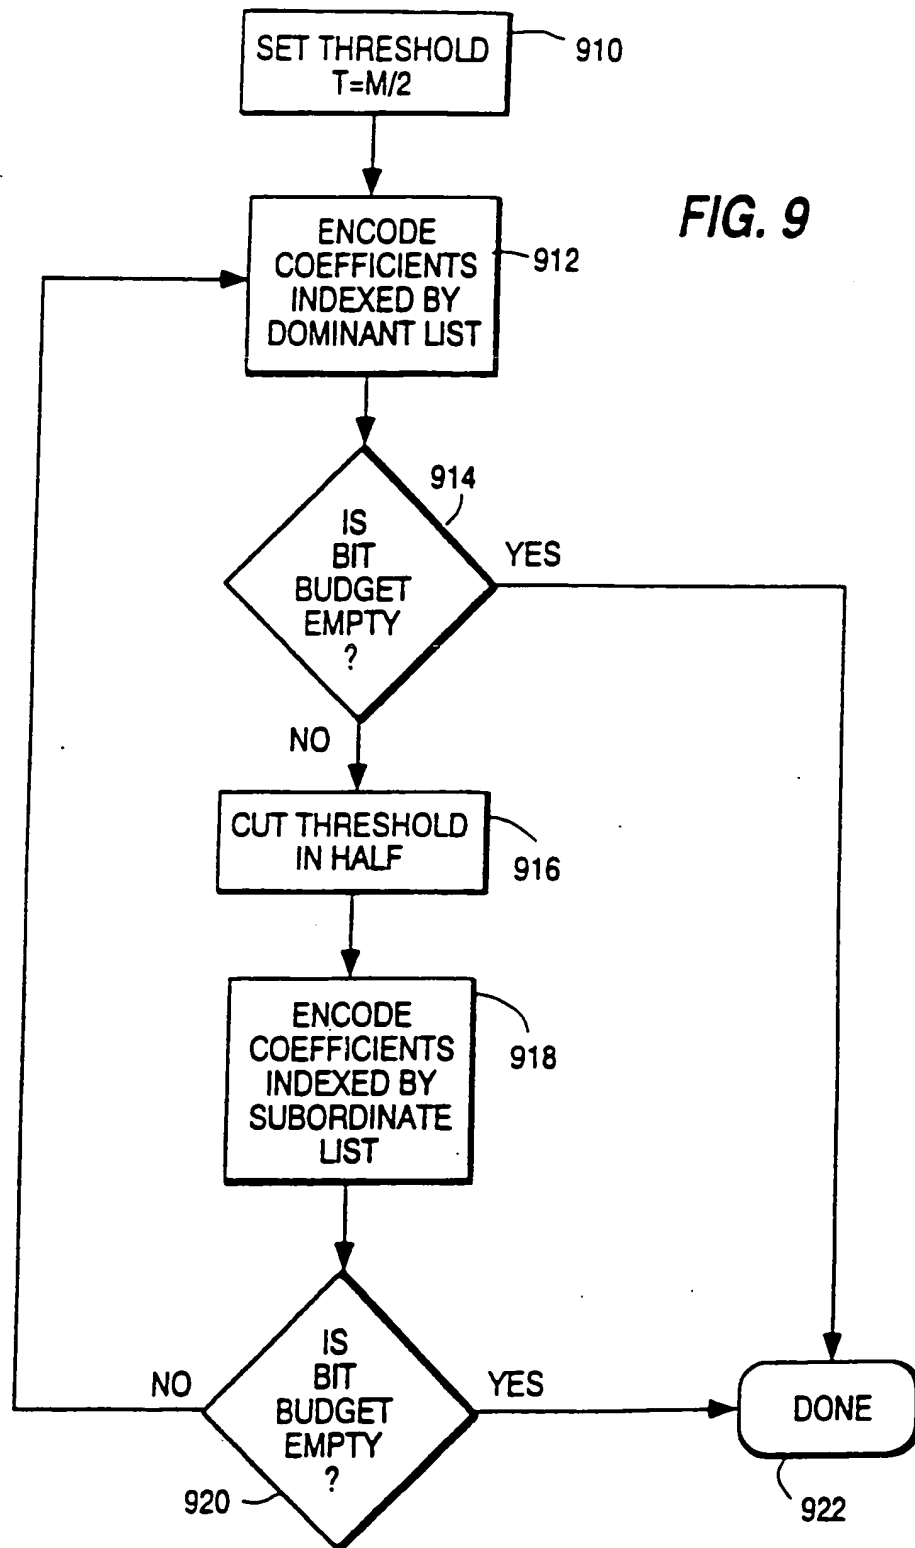 SET THRESHOLD
T=M/2
910
FIG. 9
ENCODE
COEFFICIENTS
INDEXED BY
DOMINANT LIST
912
914
IS
BIT
BUDGET
EMPTY
?
YES
NO
CUT THRESHOLD
IN HALF
916
ENCODE
COEFFICIENTS
INDEXED BY
SUBORDINATE
LIST
918
IS
BIT
BUDGET
EMPTY
?
NO
YES
920
DONE
922